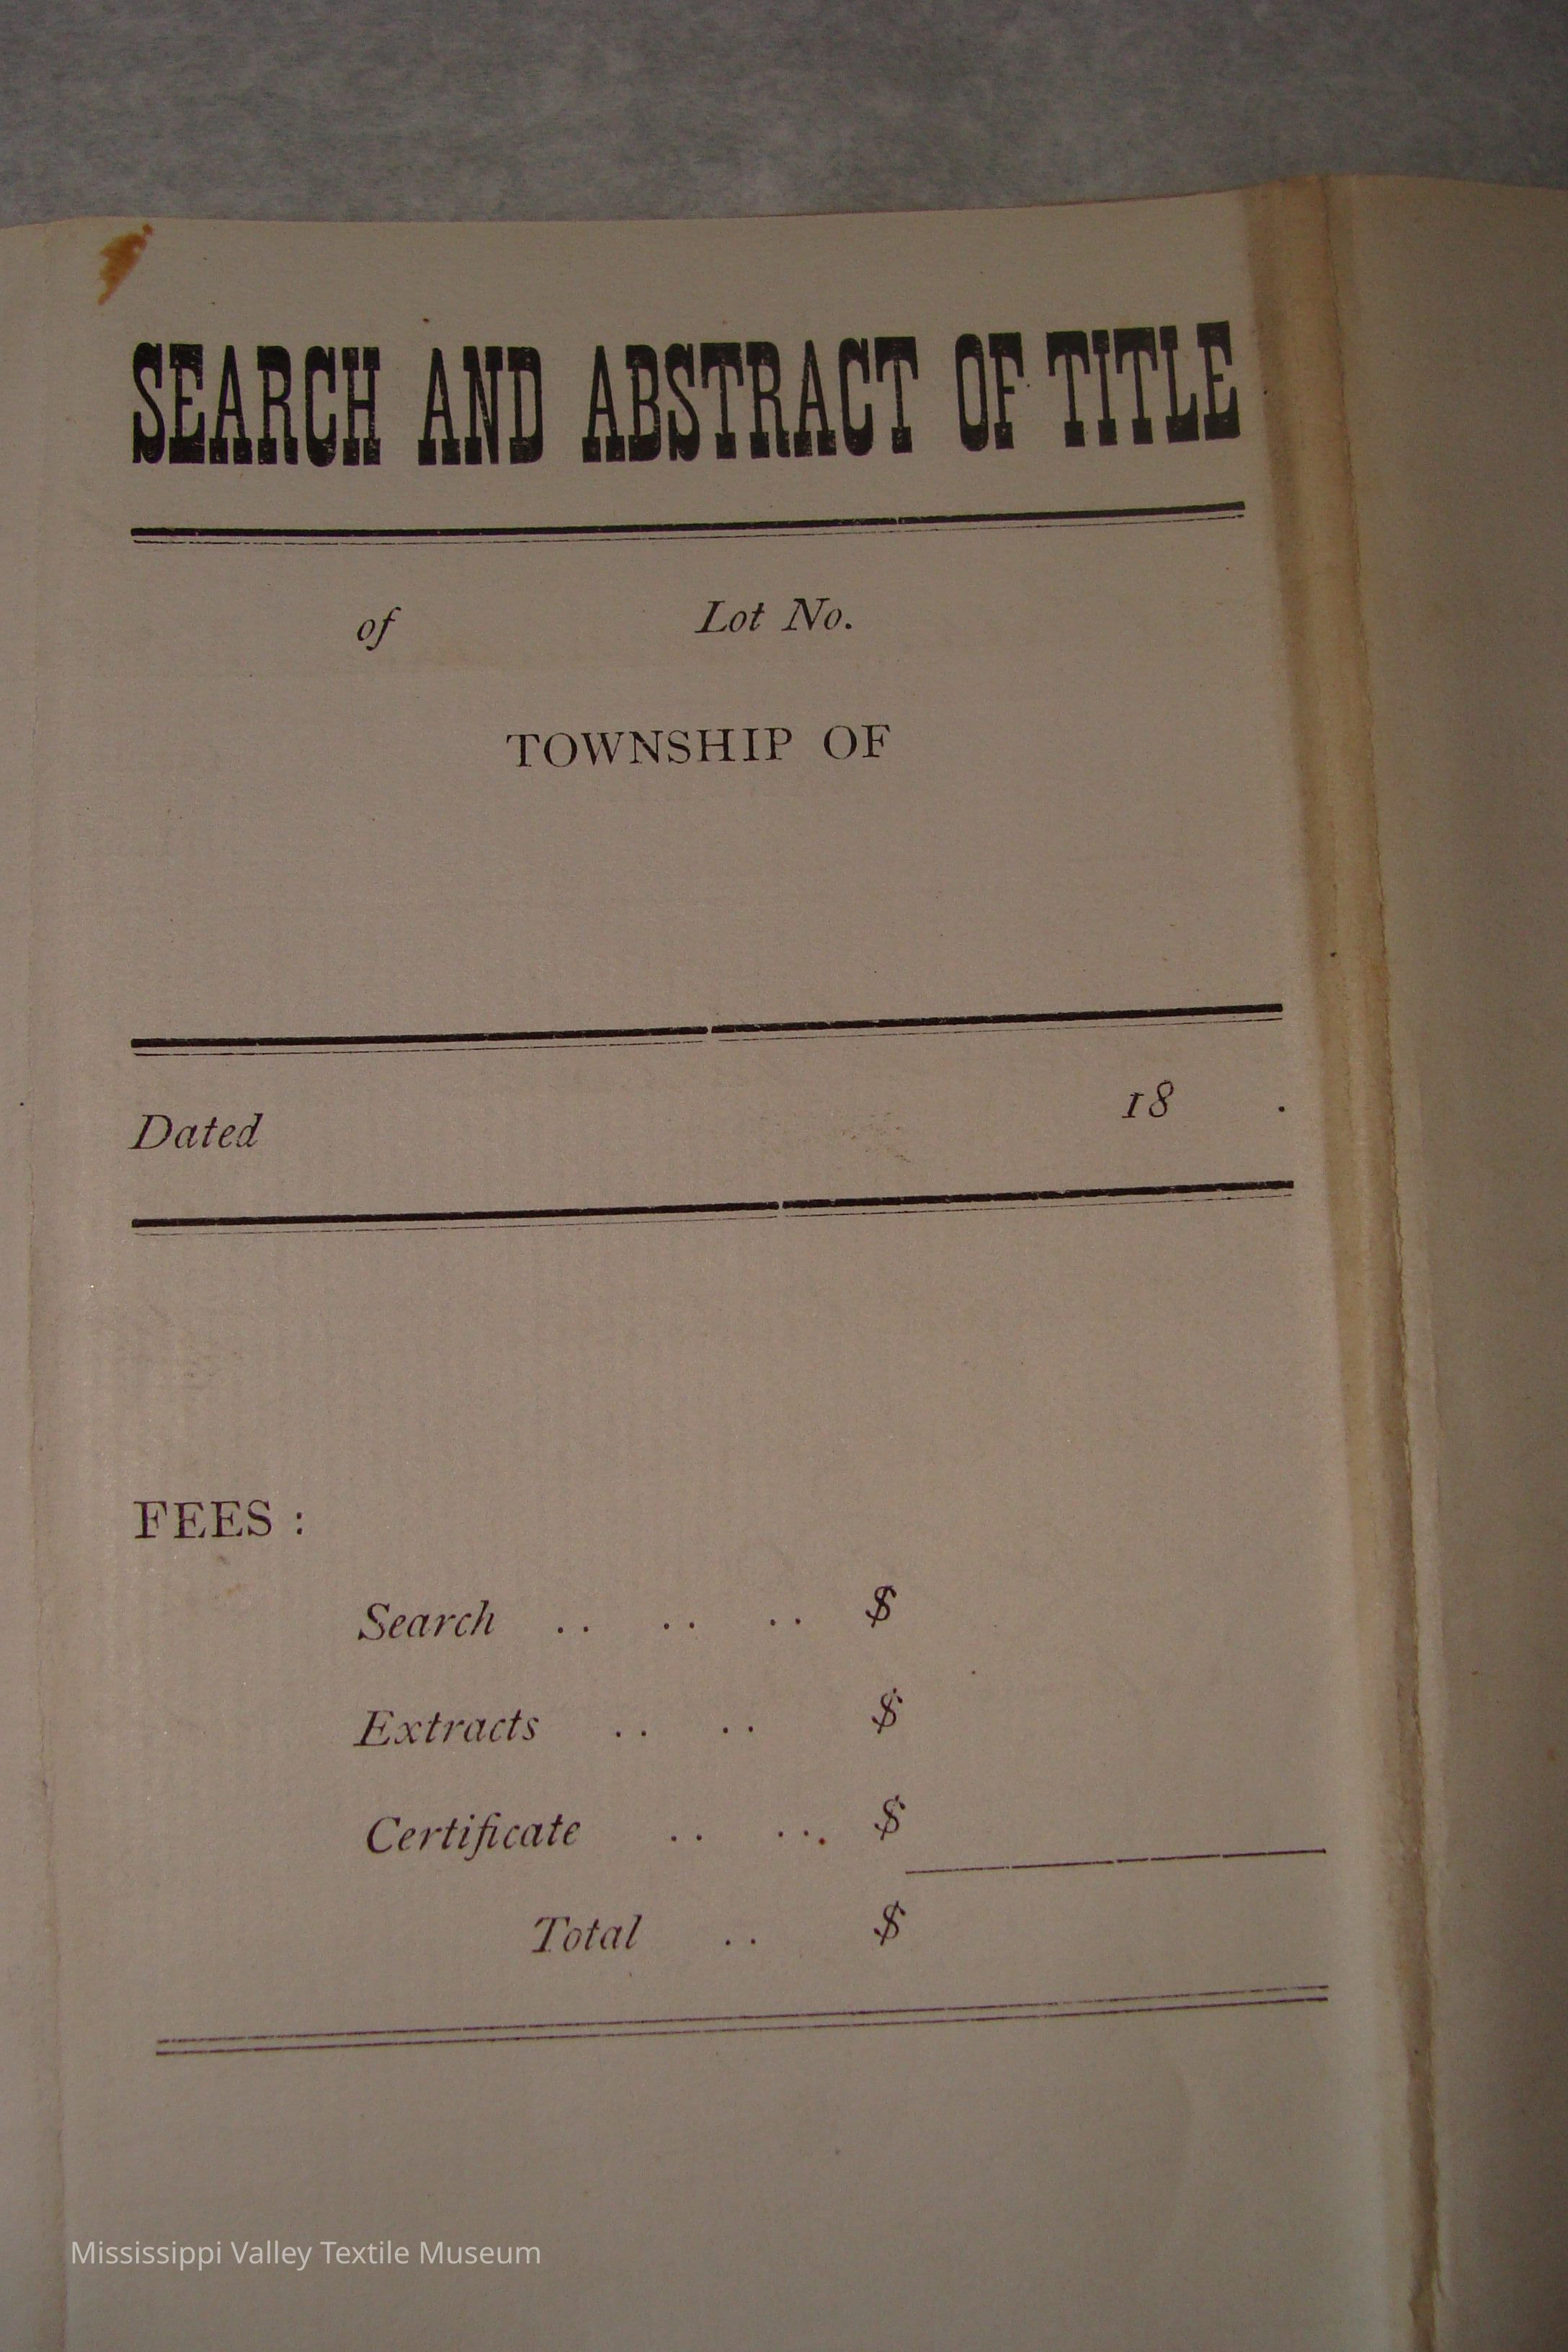 SEARCH AND ABSTRACT OF TITLE
of Lot No.
TOWNSHIP OF
Dated 18 .
FEES :
Search .. .. .. $
Extracts .. .. $
Certificate .. ... $
Total .. $
Mississippi Valley Textile Museum